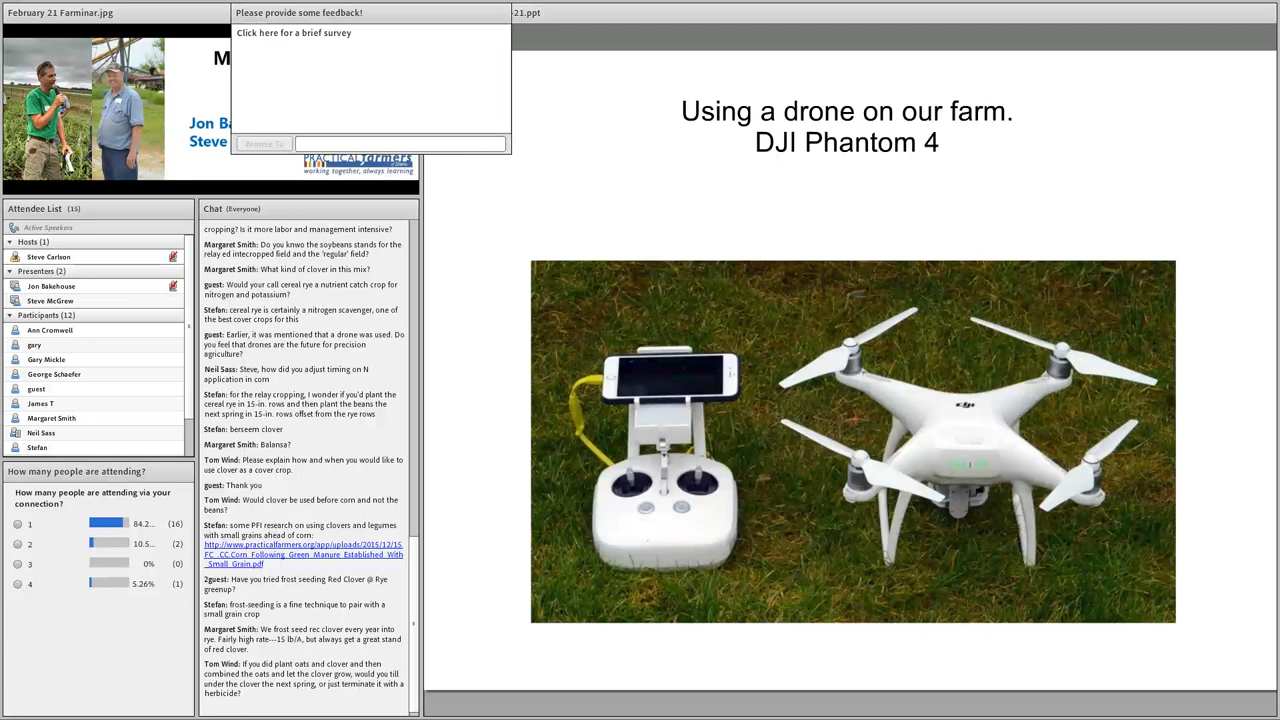 February 21 Farminar.jpg
Please provide some feedback!
-21.ppt
Click here for a brief survey
Browse To
M
Jon Ba
Steve
PRACTICAL farmers
working together, always learning
Attendee List (15)
Active Speakers
Hosts (1)
Steve Carlson
Presenters (2)
Jon Bakehouse
Steve McGrew
Participants (12)
Ann Cromwell
gary
Gary Mickle
George Schaefer
guest
James T
Margaret Smith
Neil Sass
Stefan
How many people are attending?
How many people are attending via your
connection?
1 84.2... (16)
2 10.5... (2)
3 0% (0)
4 5.26% (1)
Chat (Everyone)
cropping? Is it more labor and management intensive?
Margaret Smith: Do you knwo the soybeans stands for the
relay ed intecropped field and the 'regular' field?
Margaret Smith: What kind of clover in this mix?
guest: Would your call cereal rye a nutrient catch crop for
nitrogen and potassium?
Stefan: cereal rye is certainly a nitrogen scavenger, one of
the best cover crops for this
guest: Earlier, it was mentioned that a drone was used. Do
you feel that drones are the future for precision
agriculture?
Neil Sass: Steve, how did you adjust timing on N
application in corn
Stefan: for the relay cropping, I wonder if you'd plant the
cereal rye in 15-in. rows and then plant the beans the
next spring in 15-in. rows offset from the rye rows
Stefan: berseem clover
Margaret Smith: Balansa?
Tom Wind: Please explain how and when you would like to
use clover as a cover crop.
guest: Thank you
Tom Wind: Would clover be used before corn and not the
beans?
Stefan: some PFI research on using clovers and legumes
with small grains ahead of corn:
http://www.practicalfarmers.org/app/uploads/2015/12/15.
FC_.CC.Corn_Following_Green_Manure_Established_With
_Small_Grain.pdf
2guest: Have you tried frost seeding Red Clover @ Rye
greenup?
Stefan: frost-seeding is a fine technique to pair with a
small grain crop
Margaret Smith: We frost seed rec clover every year into
rye. Fairly high rate---15 lb/A, but always get a great stand
of red clover.
Tom Wind: If you did plant oats and clover and then
combined the oats and let the clover grow, would you till
under the clover the next spring, or just terminate it with a
herbicide?
Using a drone on our farm.
DJI Phantom 4
dji